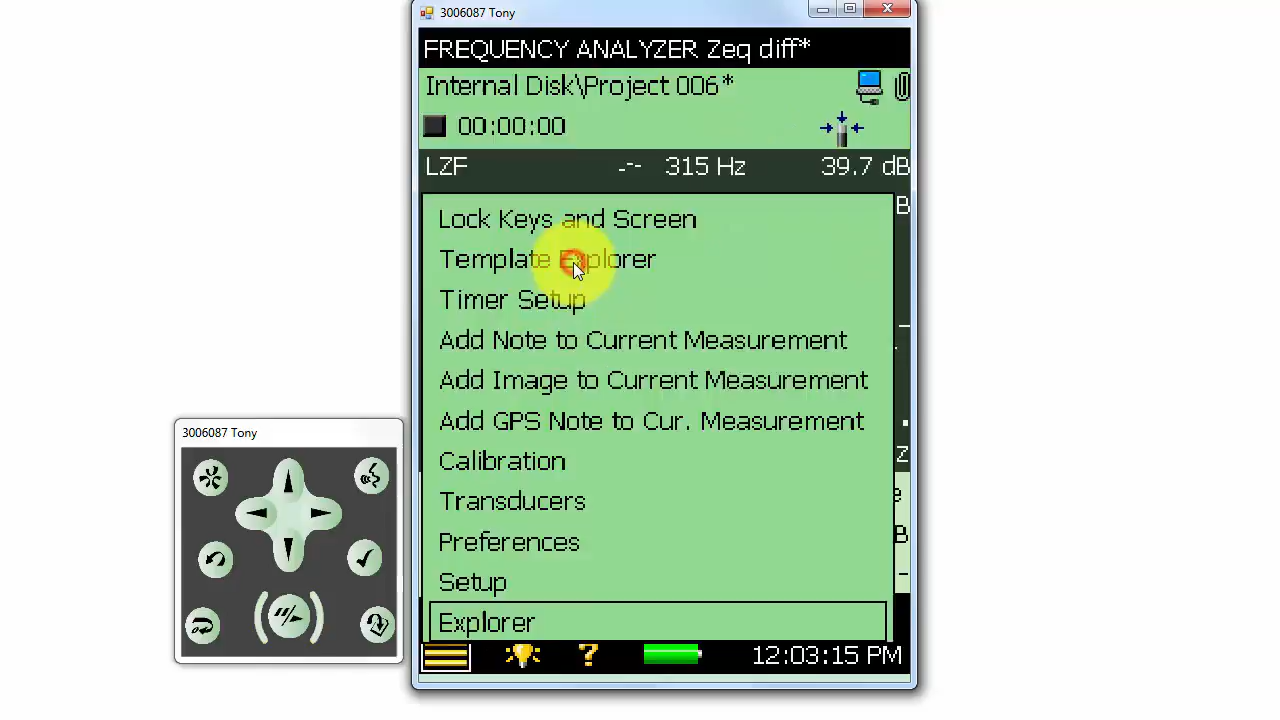 3006087 Tony
FREQUENCY ANALYZER Zeq diff*
Internal Disk\Project 006*
00:00:00
LZF -.-- 315 Hz 39.7 dB
B
Lock Keys and Screen
Template Explorer
Timer Setup
Add Note to Current Measurement
Add Image to Current Measurement
Add GPS Note to Cur. Measurement
Calibration
Z
Transducers
e
Preferences
B
Setup
Explorer
? 12:03:15 PM
3006087 Tony